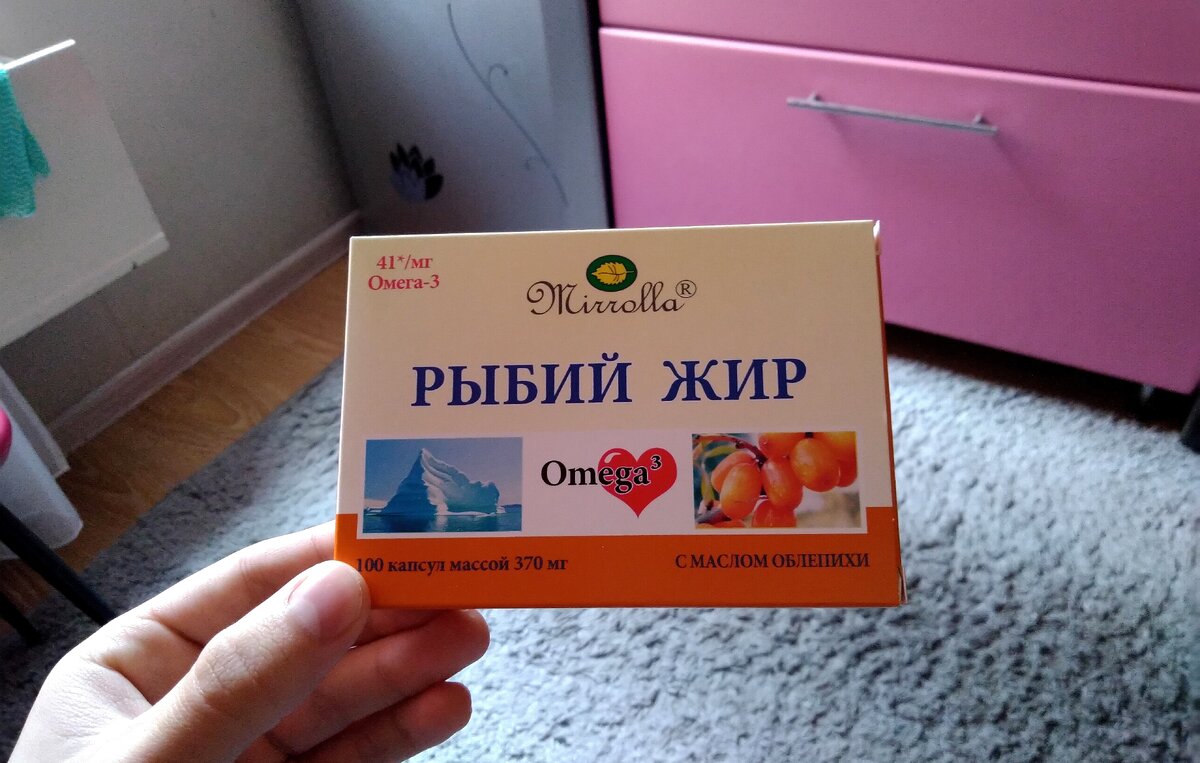 41*/мг
Омега-3
Mirrolla®
РЫБИЙ ЖИР
Omega³
100 капсул массой 370 мг
С МАСЛОМ ОБЛЕПИХИ